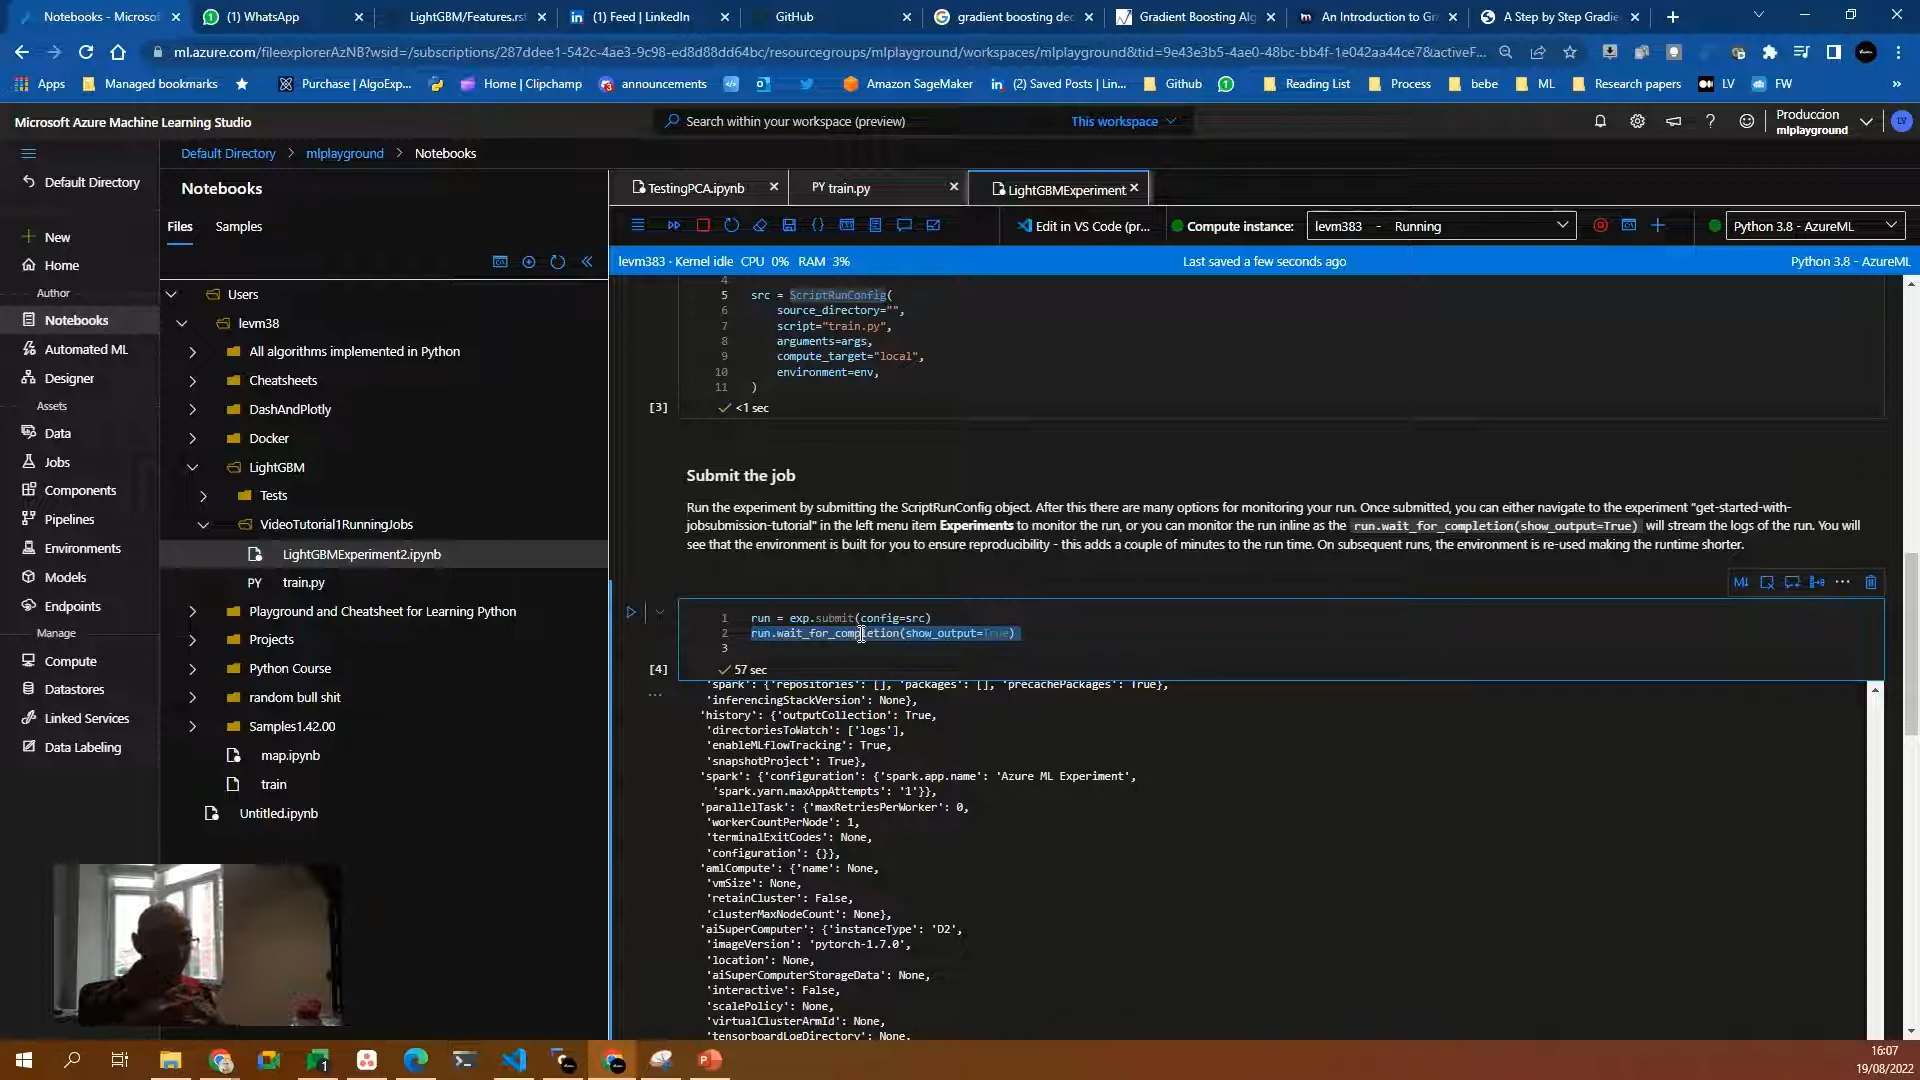 Notebooks - Microsof
(1) WhatsApp
LightGBM/Features.rst
(1) Feed | LinkedIn
GitHub
gradient boosting dec
Gradient Boosting Alg
An Introduction to Gra
A Step by Step Gradie
ml.azure.com/fileexplorerAzNB?wsid=/subscriptions/287ddee1-542c-4ae3-9c98-ed8d88dd64bc/resourcegroups/mlplayground/workspaces/mlplayground&tid=9e43e3b5-4ae0-48bc-bb4f-1e042aa44ce78&activeF...
Apps
Managed bookmarks
Purchase | AlgoExp...
Home | Clipchamp
announcements
Amazon SageMaker
(2) Saved Posts | Lin...
Github
Reading List
Process
bebe
ML
Research papers
LV
FW
»
Microsoft Azure Machine Learning Studio
Search within your workspace (preview)
This workspace
Produccion
mlplayground
LV
Default Directory > mlplayground > Notebooks
Default Directory
New
Home
Author
Notebooks
Automated ML
Designer
Assets
Data
Jobs
Components
Pipelines
Environments
Models
Endpoints
Manage
Compute
Datastores
Linked Services
Data Labeling
Notebooks
Files
Samples
Users
levm38
All algorithms implemented in Python
Cheatsheets
DashAndPlotly
Docker
LightGBM
Tests
VideoTutorial1RunningJobs
LightGBMExperiment2.ipynb
PY train.py
Playground and Cheatsheet for Learning Python
Projects
Python Course
random bull shit
Samples1.42.00
map.ipynb
train
Untitled.ipynb
TestingPCA.ipynb
PY train.py
LightGBMExperiment
Edit in VS Code (pr...
Compute instance:
levm383 - Running
Python 3.8 - AzureML
levm383 · Kernel idle CPU 0% RAM 3%
Last saved a few seconds ago
Python 3.8 - AzureML
4
5 src = ScriptRunConfig(
6 source_directory="",
7 script="train.py",
8 arguments=args,
9 compute_target="local",
10 environment=env,
11 )
[3]
<1 sec
Submit the job
Run the experiment by submitting the ScriptRunConfig object. After this there are many options for monitoring your run. Once submitted, you can either navigate to the experiment "get-started-with-
jobsubmission-tutorial" in the left menu item Experiments to monitor the run, or you can monitor the run inline as the run.wait_for_completion(show_output=True) will stream the logs of the run. You will
see that the environment is built for you to ensure reproducibility - this adds a couple of minutes to the run time. On subsequent runs, the environment is re-used making the runtime shorter.
1 run = exp.submit(config=src)
2 run.wait_for_completion(show_output=True)
3
[4]
57 sec
...
'spark': {'repositories': [], 'packages': [], 'precachePackages': True},
'inferencingStackVersion': None},
'history': {'outputCollection': True,
'directoriesToWatch': ['logs'],
'enableMLflowTracking': True,
'snapshotProject': True},
'spark': {'configuration': {'spark.app.name': 'Azure ML Experiment',
'spark.yarn.maxAppAttempts': '1'}},
'parallelTask': {'maxRetriesPerWorker': 0,
'workerCountPerNode': 1,
'terminalExitCodes': None,
'configuration': {}},
'amlCompute': {'name': None,
'vmSize': None,
'retainCluster': False,
'clusterMaxNodeCount': None},
'aiSuperComputer': {'instanceType': 'D2',
'imageVersion': 'pytorch-1.7.0',
'location': None,
'aiSuperComputerStorageData': None,
'interactive': False,
'scalePolicy': None,
'virtualClusterArmId': None,
'tensorboardLogDirectory': None,
16:07
19/08/2022